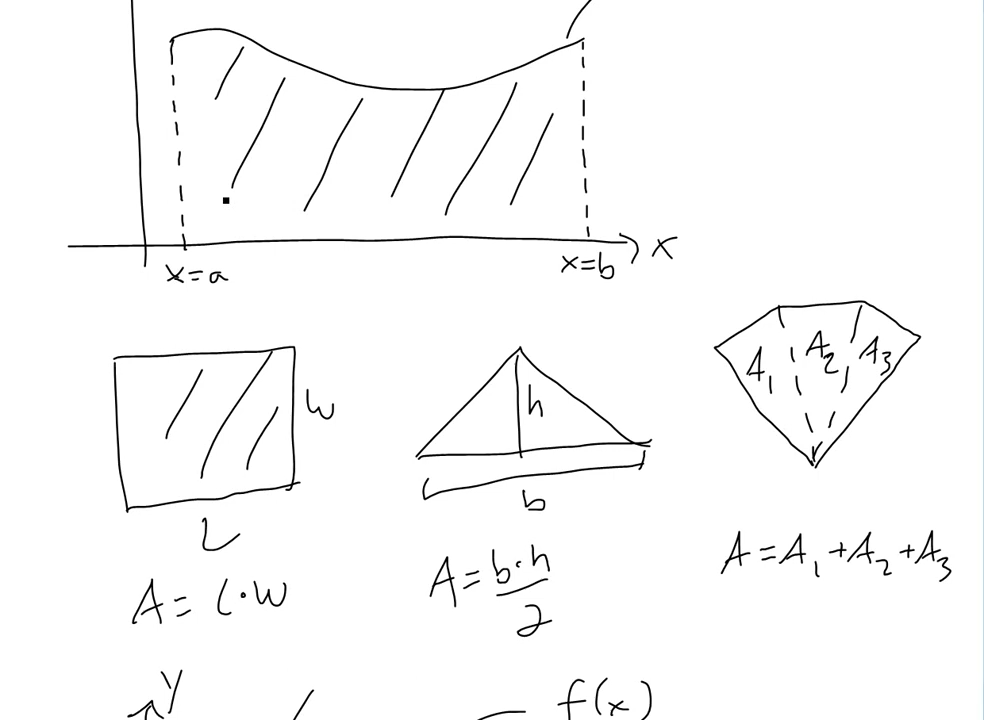 x
x=a
x=b
A₁ A₂ A₃
w
h
L
b
A = L·w
A = b·h/2
A = A₁ + A₂ + A₃
y
f(x)